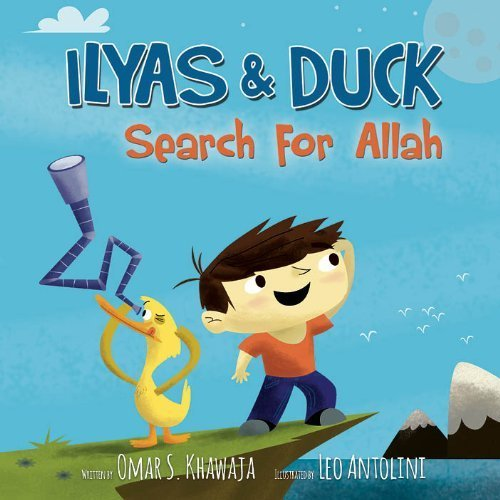 ILYAS & DUCK
Search For Allah
WRITTEN BY OMAR S. KHAWAJA ILLUSTRATED BY LEO ANTOLINI